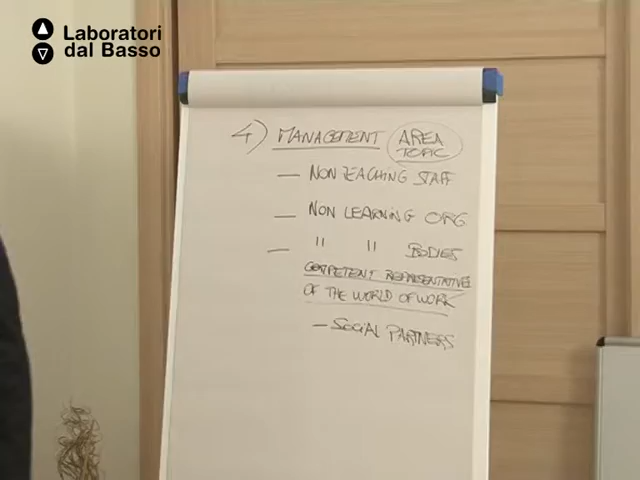 Laboratori
dal Basso
4) MANAGEMENT AREA
TOPIC
— NON TEACHING STAFF
— NON LEARNING ORG
— " " BODIES
COMPETENT REPRESENTATIVE
OF THE WORLD OF WORK
— SOCIAL PARTNERS